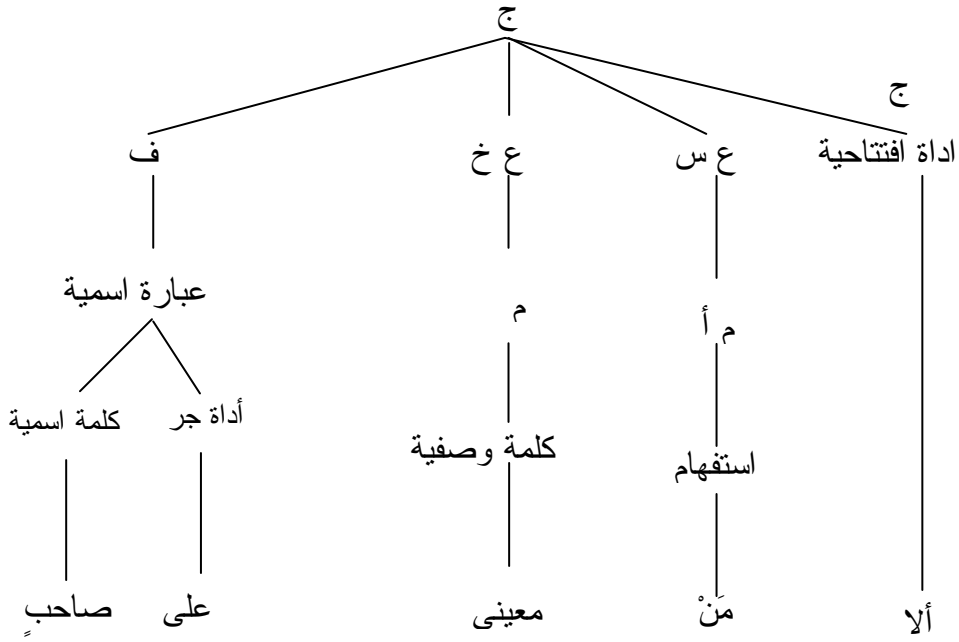 ج
ج
اداة افتتاحية ع س ع خ ف
عبارة اسمية
م أ م
أداة جر كلمة اسمية
استفهام كلمة وصفية
ألا مَنْ معينى على صاحبٍ